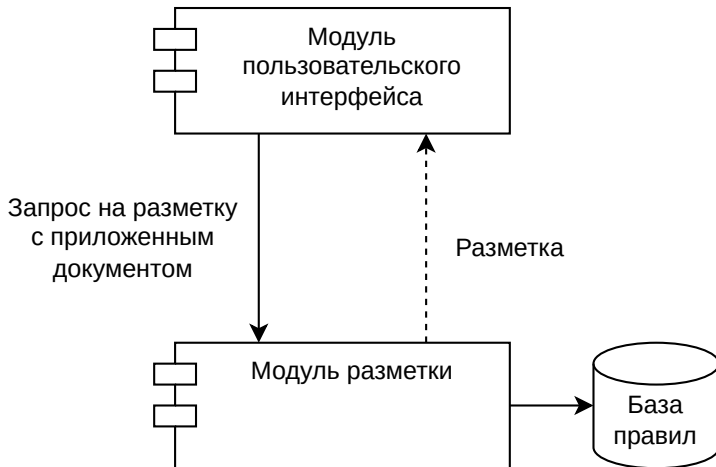 Модуль
пользовательского
интерфейса
Запрос на разметку
с приложенным
документом
Разметка
Модуль разметки
База
правил